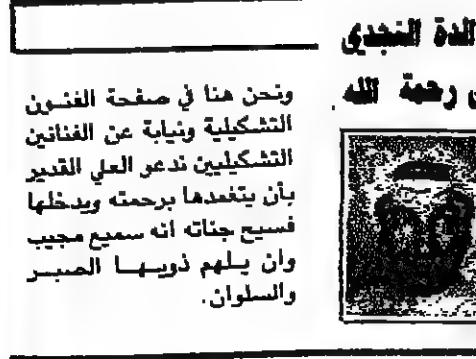 الدة النجدي
رحمة الله
ونحن هنا في صفحة الفنون
التشكيلية ونيابة عن الفنانين
التشكيليين ندعو العلي القدير
بأن يتغمدها برحمته ويدخلها
فسيح جناته انه سميع مجيب
وان يلهم ذويها الصبر
والسلوان.